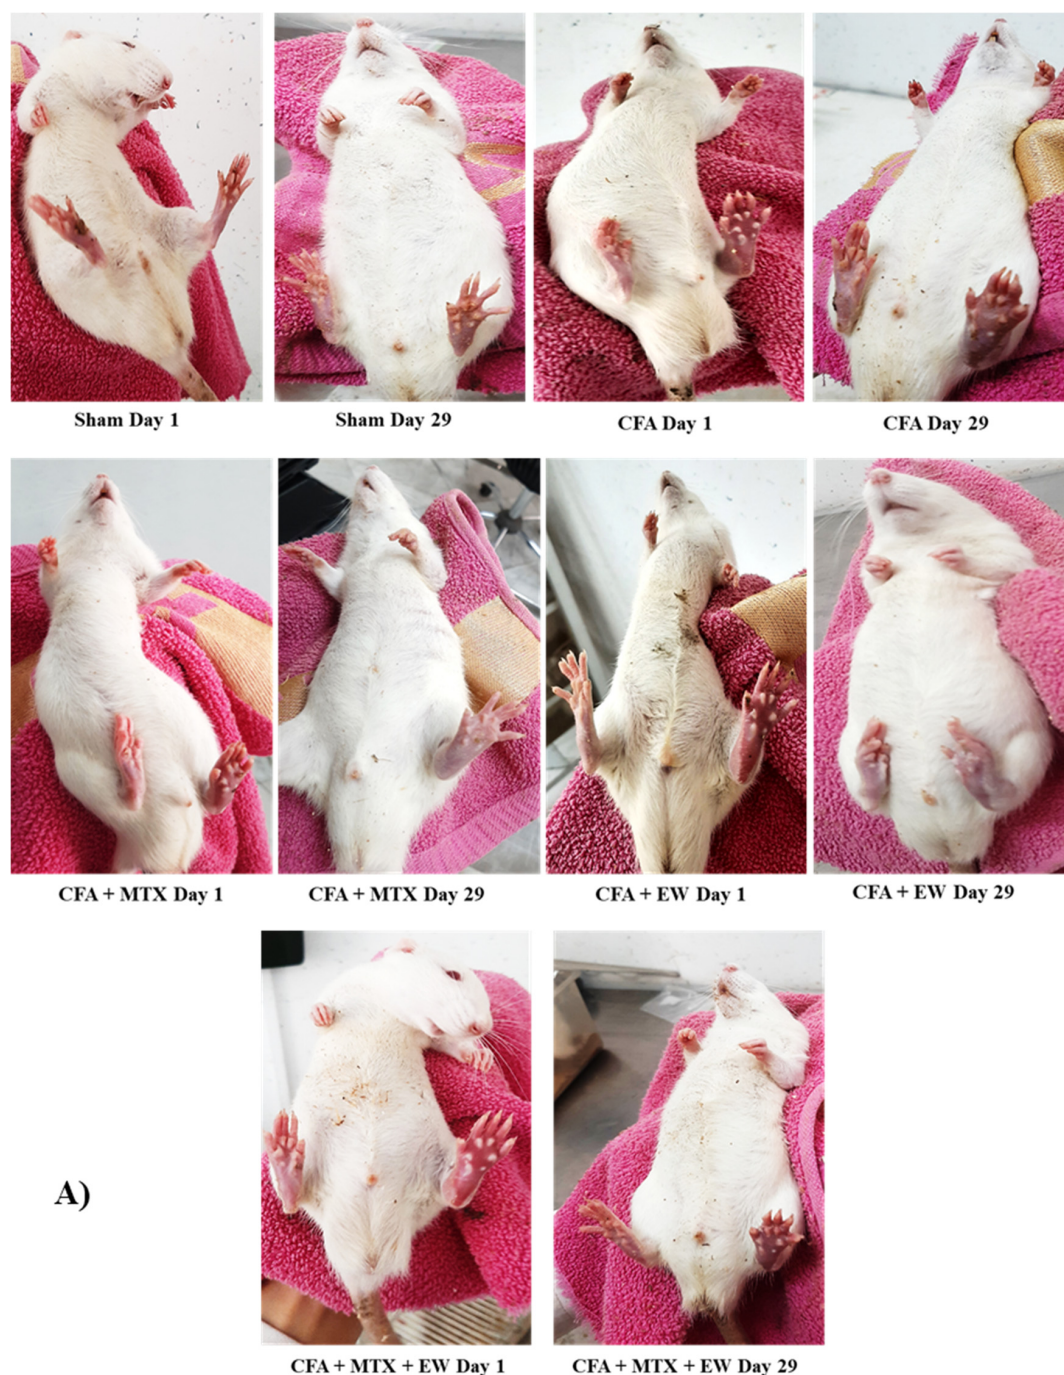 Sham Day 1
Sham Day 29
CFA Day 1
CFA Day 29
CFA + MTX Day 1
CFA + MTX Day 29
CFA + EW Day 1
CFA + EW Day 29
A)
CFA + MTX + EW Day 1
CFA + MTX + EW Day 29